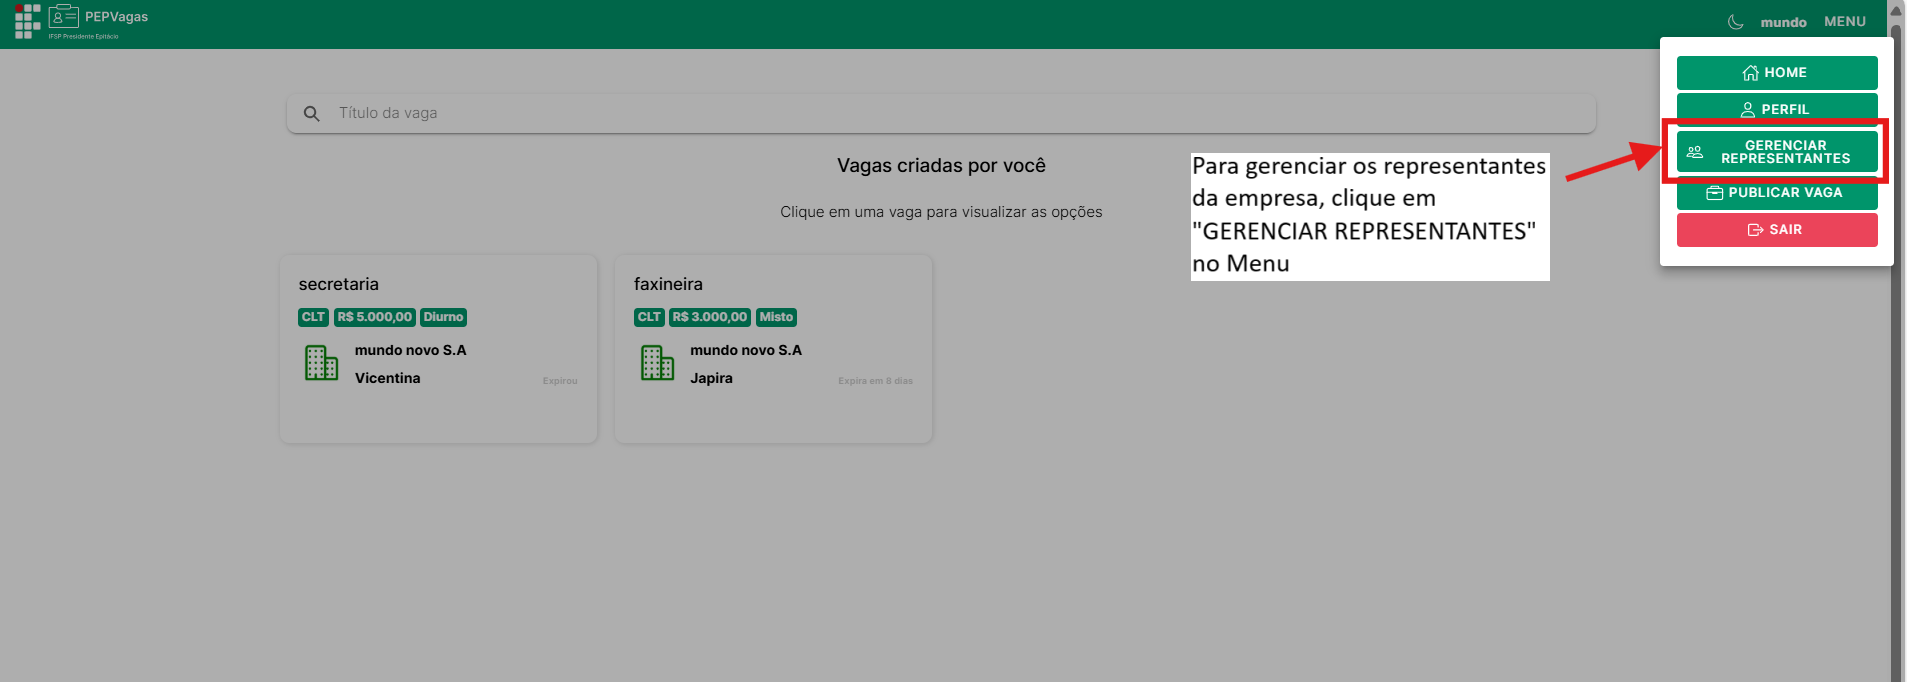 PEPVagas
IFSP Presidente Epitácio
mundo MENU
HOME
PERFIL
GERENCIAR
REPRESENTANTES
PUBLICAR VAGA
SAIR
Título da vaga
Vagas criadas por você
Clique em uma vaga para visualizar as opções
Para gerenciar os representantes
da empresa, clique em
"GERENCIAR REPRESENTANTES"
no Menu
secretaria
CLT R$ 5.000,00 Diurno
mundo novo S.A
Vicentina
Expirou
faxineira
CLT R$ 3.000,00 Misto
mundo novo S.A
Japira
Expira em 8 dias